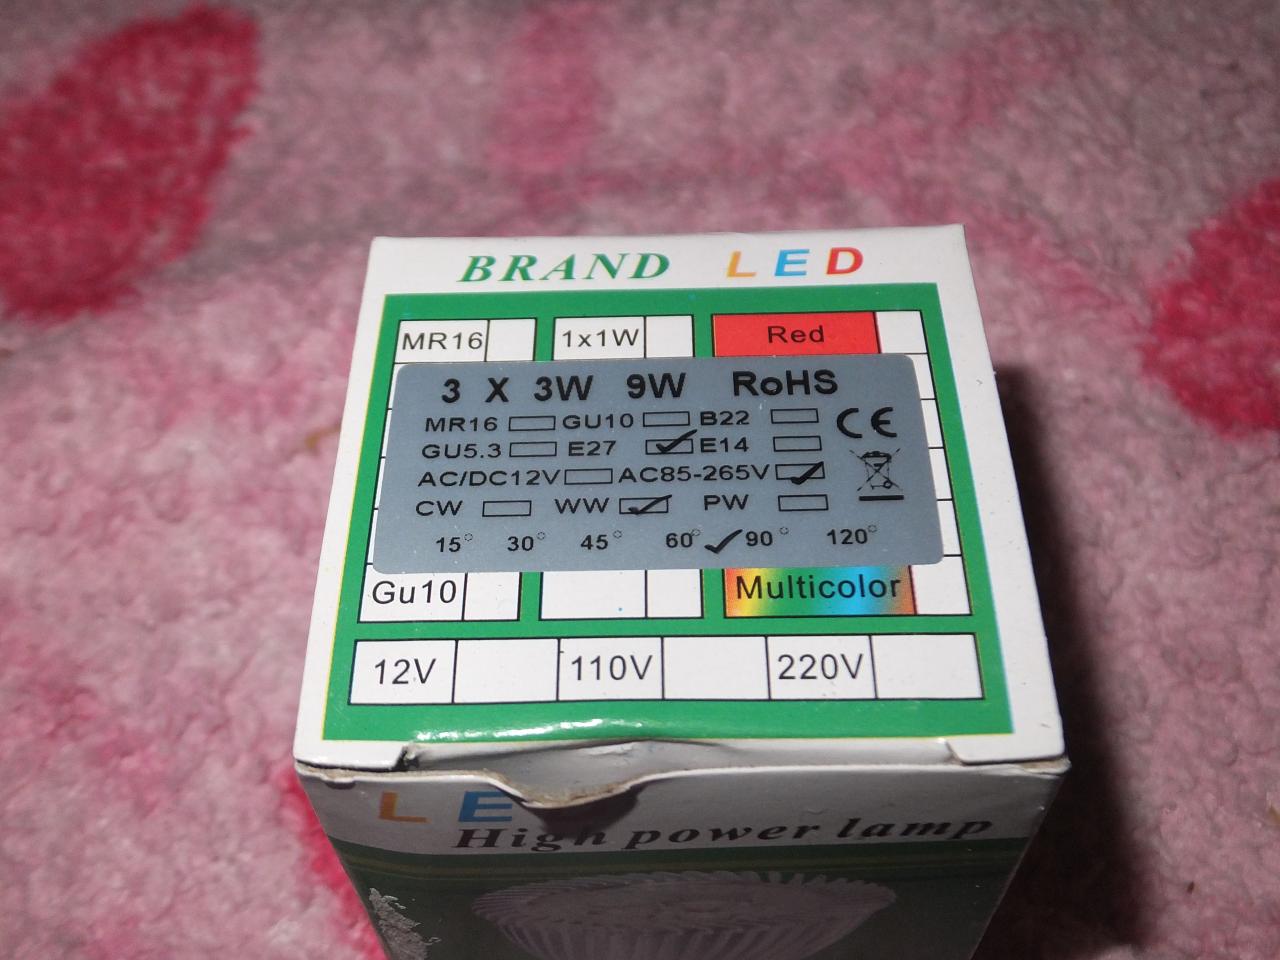 BRAND LED
MR16 1x1W Red
3 X 3W 9W RoHS
MR16 GU10 B22 CE
GU5.3 E27 E14
AC/DC12V AC85-265V
CW WW PW
15° 30° 45° 60° 90° 120°
Gu10 Multicolor
12V 110V 220V
LE
High power lamp